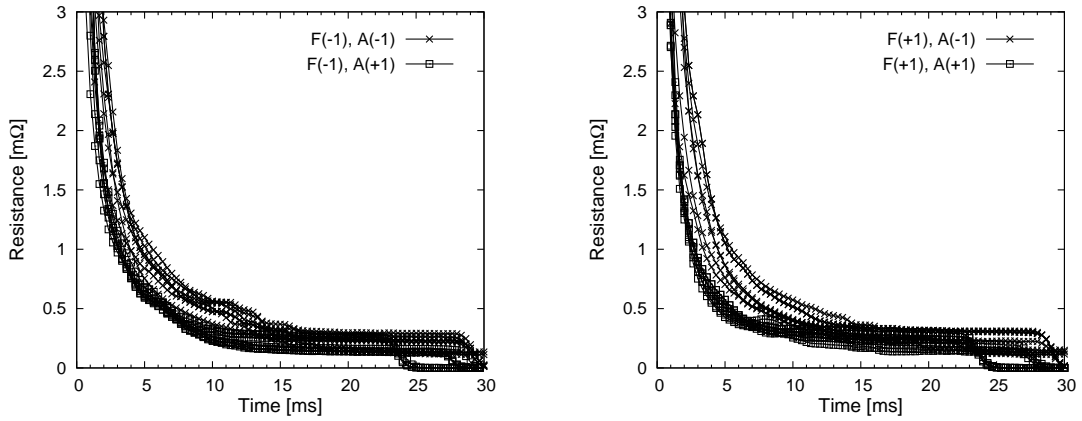 3
2.5
2
1.5
1
0.5
0
Resistance [mΩ]
F(-1), A(-1)
F(-1), A(+1)
0 5 10 15 20 25 30
Time [ms]
3
2.5
2
1.5
1
0.5
0
Resistance [mΩ]
F(+1), A(-1)
F(+1), A(+1)
0 5 10 15 20 25 30
Time [ms]